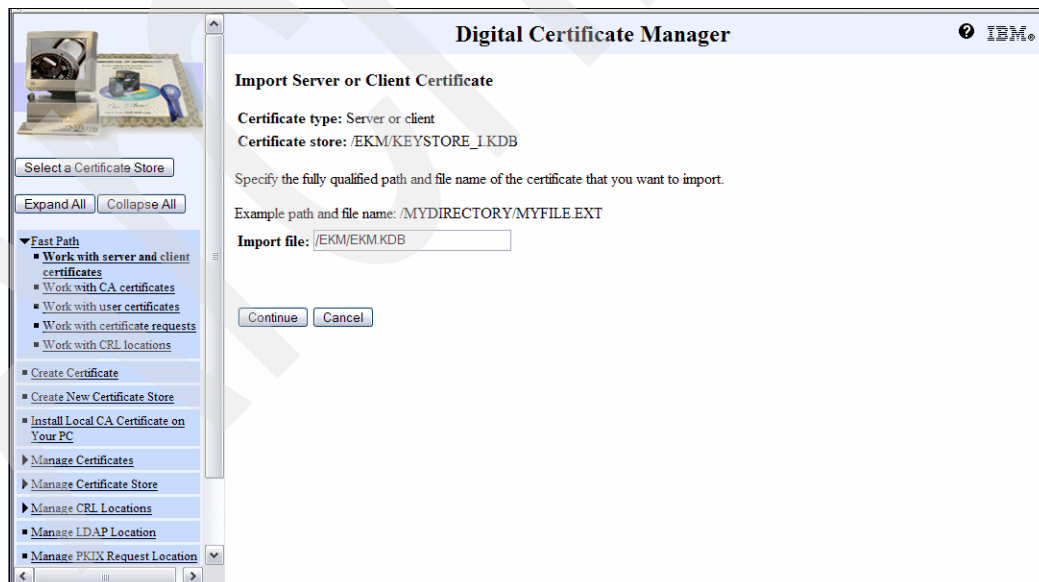 Digital Certificate Manager
IBM®
Select a Certificate Store
Expand All
Collapse All
Fast Path
Work with server and client
certificates
Work with CA certificates
Work with user certificates
Work with certificate requests
Work with CRL locations
Create Certificate
Create New Certificate Store
Install Local CA Certificate on
Your PC
Manage Certificates
Manage Certificate Store
Manage CRL Locations
Manage LDAP Location
Manage PKIX Request Location
Import Server or Client Certificate
Certificate type: Server or client
Certificate store: /EKM/KEYSTORE_I.KDB
Specify the fully qualified path and file name of the certificate that you want to import.
Example path and file name: /MYDIRECTORY/MYFILE.EXT
Import file: /EKM/EKM.KDB
Continue
Cancel